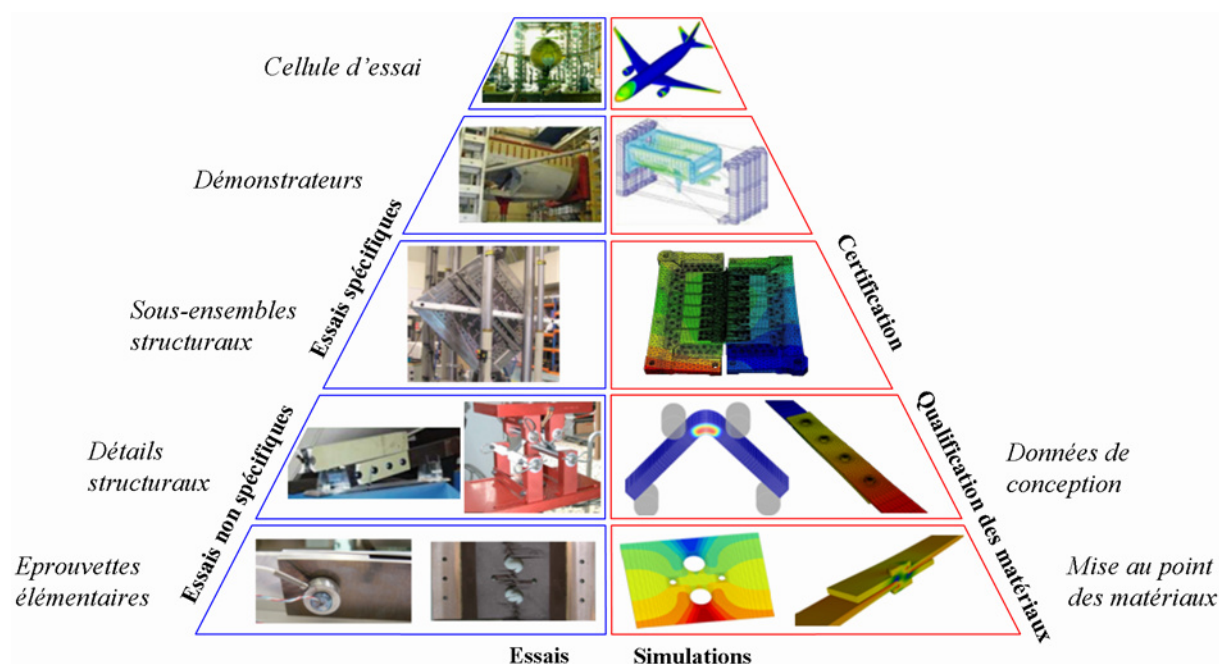 Cellule d'essai
Démonstrateurs
Essais spécifiques
Certification
Sous-ensembles
structuraux
Essais non spécifiques
Qualification des matériaux
Détails
structuraux
Données de
conception
Eprouvettes
élémentaires
Mise au point
des matériaux
Essais
Simulations